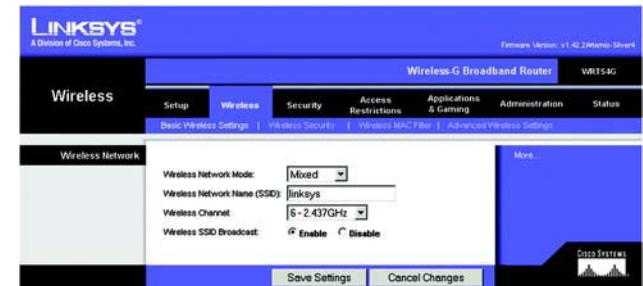 LINKSYS®
A Division of Cisco Systems, Inc.
Firmware Version: v1.42.2
Wireless-G Broadband Router WRT54G
Wireless
Setup Wireless Security Access Restrictions Applications & Gaming Administration Status
Basic Wireless Settings | Wireless Security | Wireless MAC Filter | Advanced Wireless Settings
Wireless Network
More...
Wireless Network Mode: Mixed
Wireless Network Name (SSID): linksys
Wireless Channel: 6 - 2.437GHz
Wireless SSID Broadcast: Enable Disable
Save Settings Cancel Changes
CISCO SYSTEMS